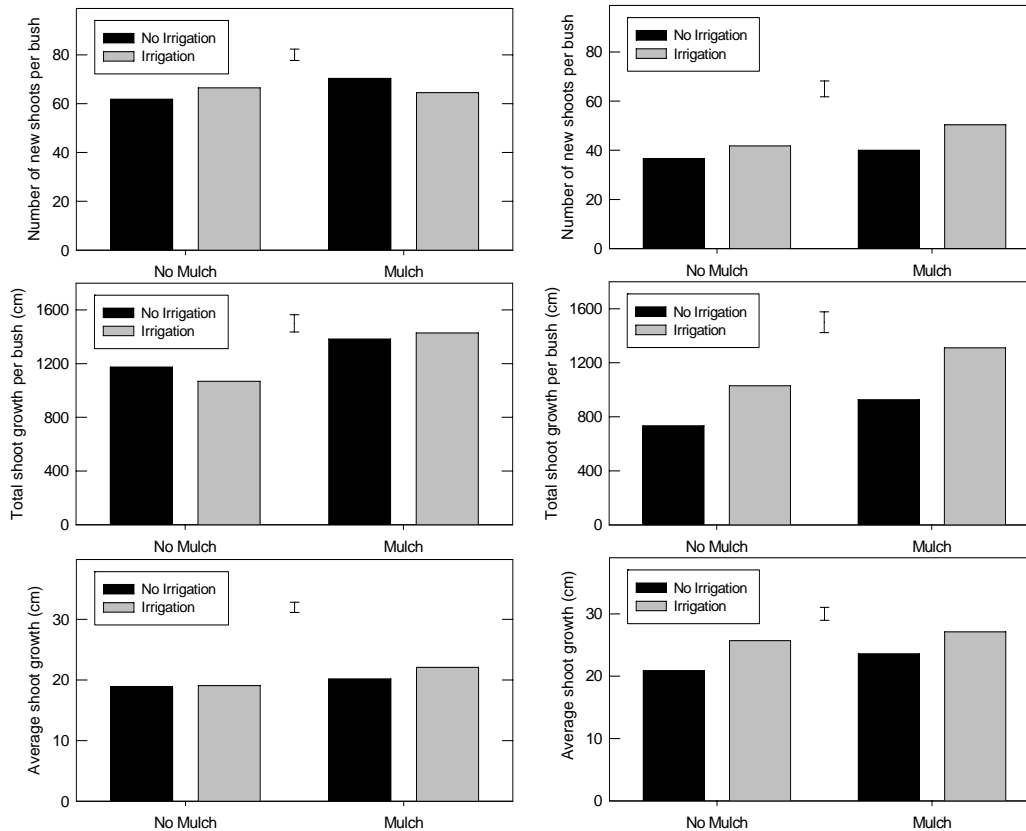 Number of new shoots per bush
80
60
40
20
0
No Irrigation
Irrigation
No Mulch
Mulch
Number of new shoots per bush
80
60
40
20
0
No Irrigation
Irrigation
No Mulch
Mulch
Total shoot growth per bush (cm)
1600
1200
800
400
0
No Irrigation
Irrigation
No Mulch
Mulch
Total shoot growth per bush (cm)
1600
1200
800
400
0
No Irrigation
Irrigation
No Mulch
Mulch
Average shoot growth (cm)
30
20
10
0
No Irrigation
Irrigation
No Mulch
Mulch
Average shoot growth (cm)
30
20
10
0
No Irrigation
Irrigation
No Mulch
Mulch